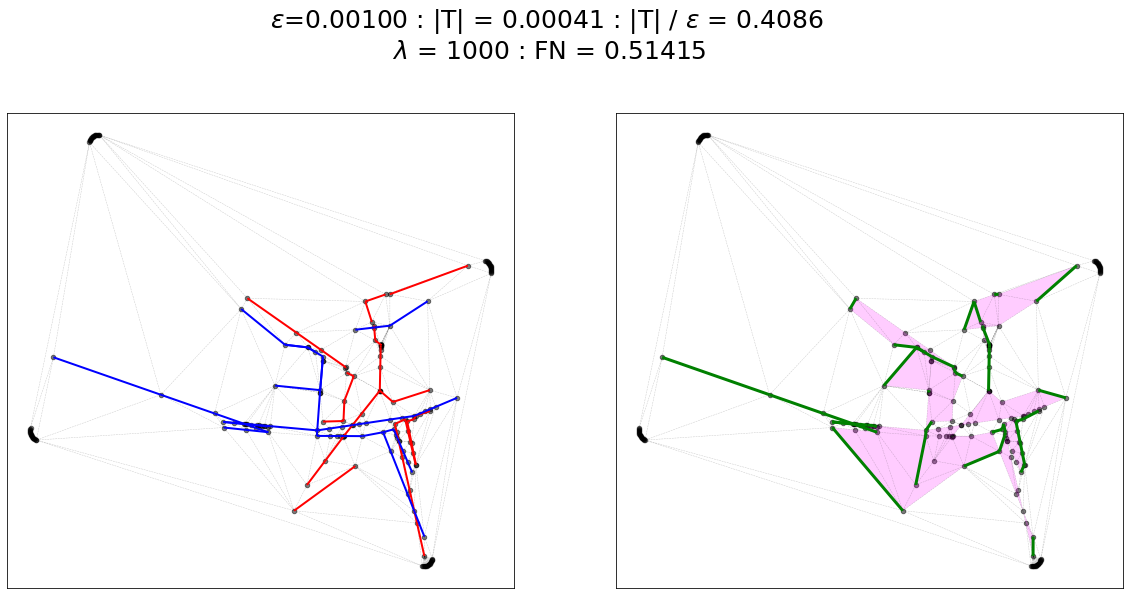 ε=0.00100 : |T| = 0.00041 : |T| / ε = 0.4086
λ = 1000 : FN = 0.51415